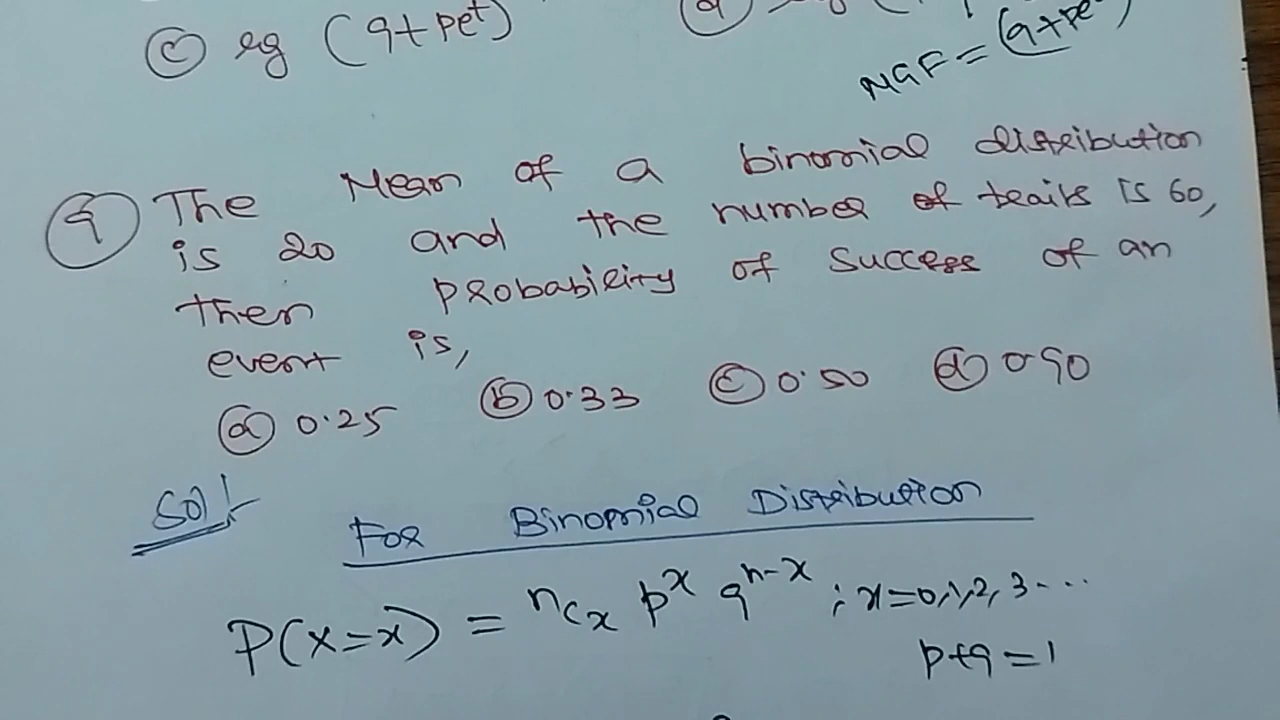 ⓒ log (q+pe^t)
ⓓ
MGF = (q+pe
⑨ The Mean of a binomial distribution
is 20 and the number of trails is 60,
then probability of success of an
event is,
ⓐ 0.25 ⓑ 0.33 ⓒ 0.50 ⓓ 0.90
Sol:-
For Binomial Distribution
P(X=x) = ⁿCₓ pˣ qⁿ⁻ˣ ; x=0,1,2,3...
p+q=1